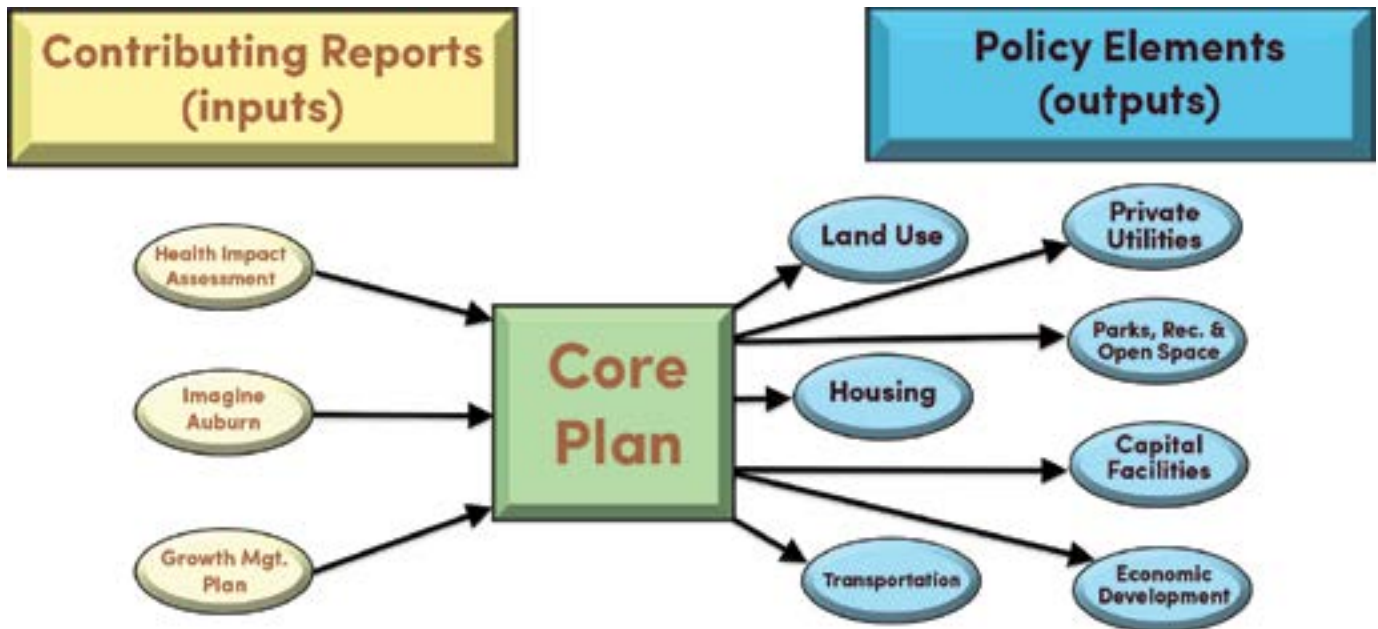 Contributing Reports
(inputs)
Policy Elements
(outputs)
Health Impact
Assessment
Imagine
Auburn
Growth Mgt.
Plan
Core
Plan
Land Use
Housing
Transportation
Private
Utilities
Parks, Rec. &
Open Space
Capital
Facilities
Economic
Development